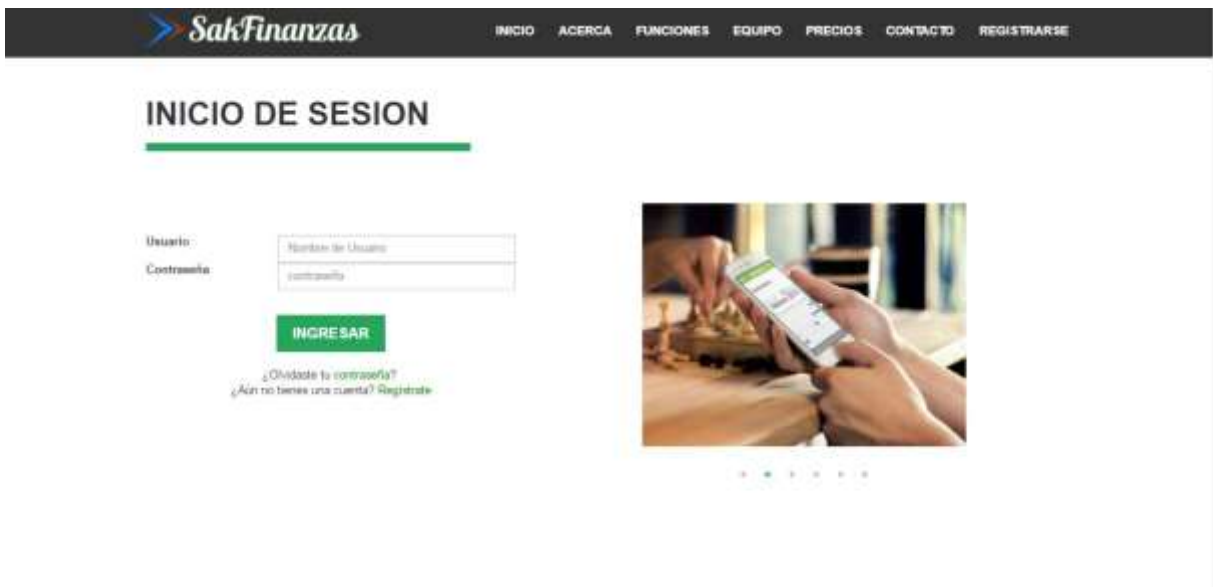 SakFinanzas
INICIO ACERCA FUNCIONES EQUIPO PRECIOS CONTACTO REGISTRARSE
INICIO DE SESION
Usuario
Nombre de Usuario
Contraseña
contraseña
INGRESAR
¿Olvidaste tu contraseña?
¿Aún no tienes una cuenta? Registrate